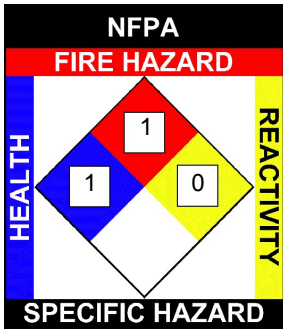 NFPA
FIRE HAZARD
HEALTH
1
1
0
REACTIVITY
SPECIFIC HAZARD